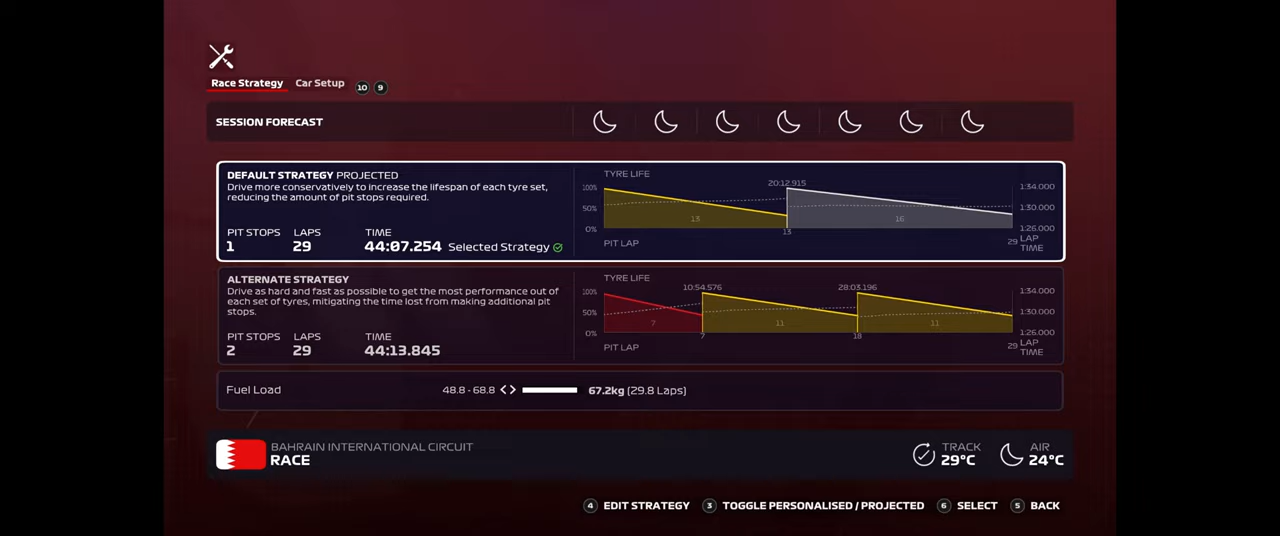 Race Strategy Car Setup 10 9
SESSION FORECAST
DEFAULT STRATEGY PROJECTED
Drive more conservatively to increase the lifespan of each tyre set,
reducing the amount of pit stops required.
PIT STOPS LAPS TIME
1 29 44:07.254 Selected Strategy
TYRE LIFE
20:12.915
100%
50%
0%
13
16
13
29
PIT LAP
1:34.000
1:30.000
1:26.000
LAP
TIME
ALTERNATE STRATEGY
Drive as hard and fast as possible to get the most performance out of
each set of tyres, mitigating the time lost from making additional pit
stops.
PIT STOPS LAPS TIME
2 29 44:13.845
TYRE LIFE
10:54.576 28:03.196
100%
50%
0%
7
11
11
7
18
29
PIT LAP
1:34.000
1:30.000
1:26.000
LAP
TIME
Fuel Load 48.8 - 68.8 < > 67.2kg (29.8 Laps)
BAHRAIN INTERNATIONAL CIRCUIT
RACE
TRACK
29°C
AIR
24°C
4 EDIT STRATEGY 3 TOGGLE PERSONALISED / PROJECTED 6 SELECT 5 BACK